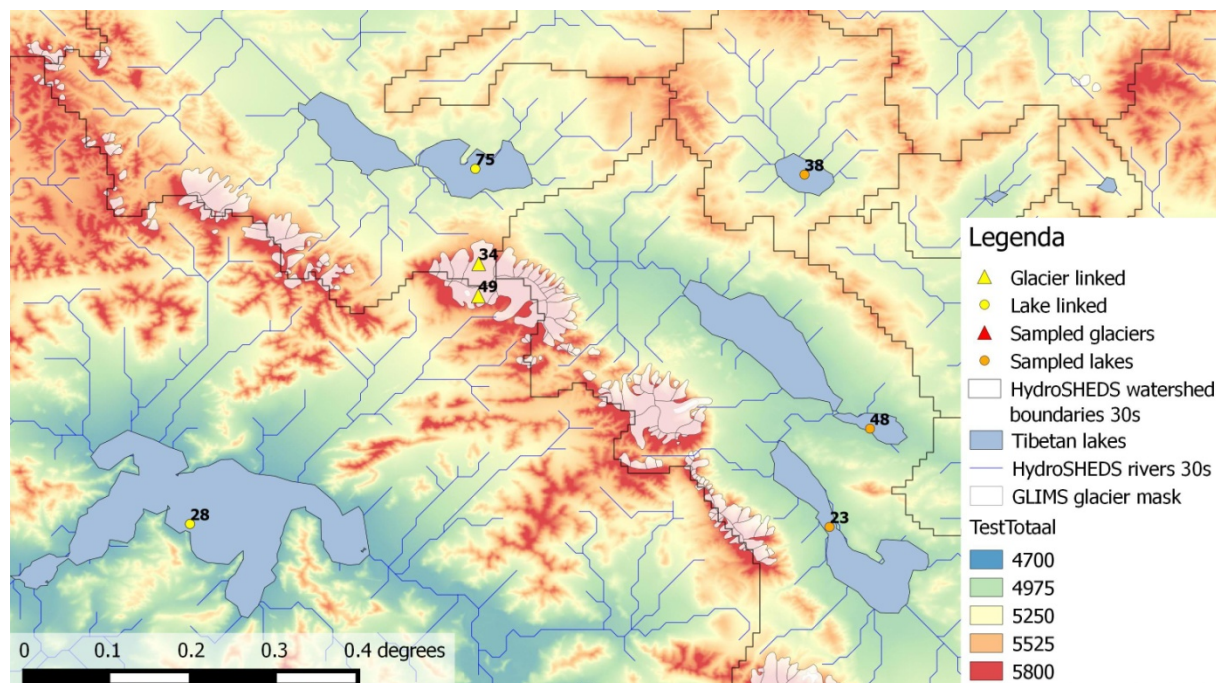 75
38
34
49
48
28
23
Legenda
Glacier linked
Lake linked
Sampled glaciers
Sampled lakes
HydroSHEDS watershed
boundaries 30s
Tibetan lakes
HydroSHEDS rivers 30s
GLIMS glacier mask
TestTotaal
4700
4975
5250
5525
5800
0 0.1 0.2 0.3 0.4 degrees